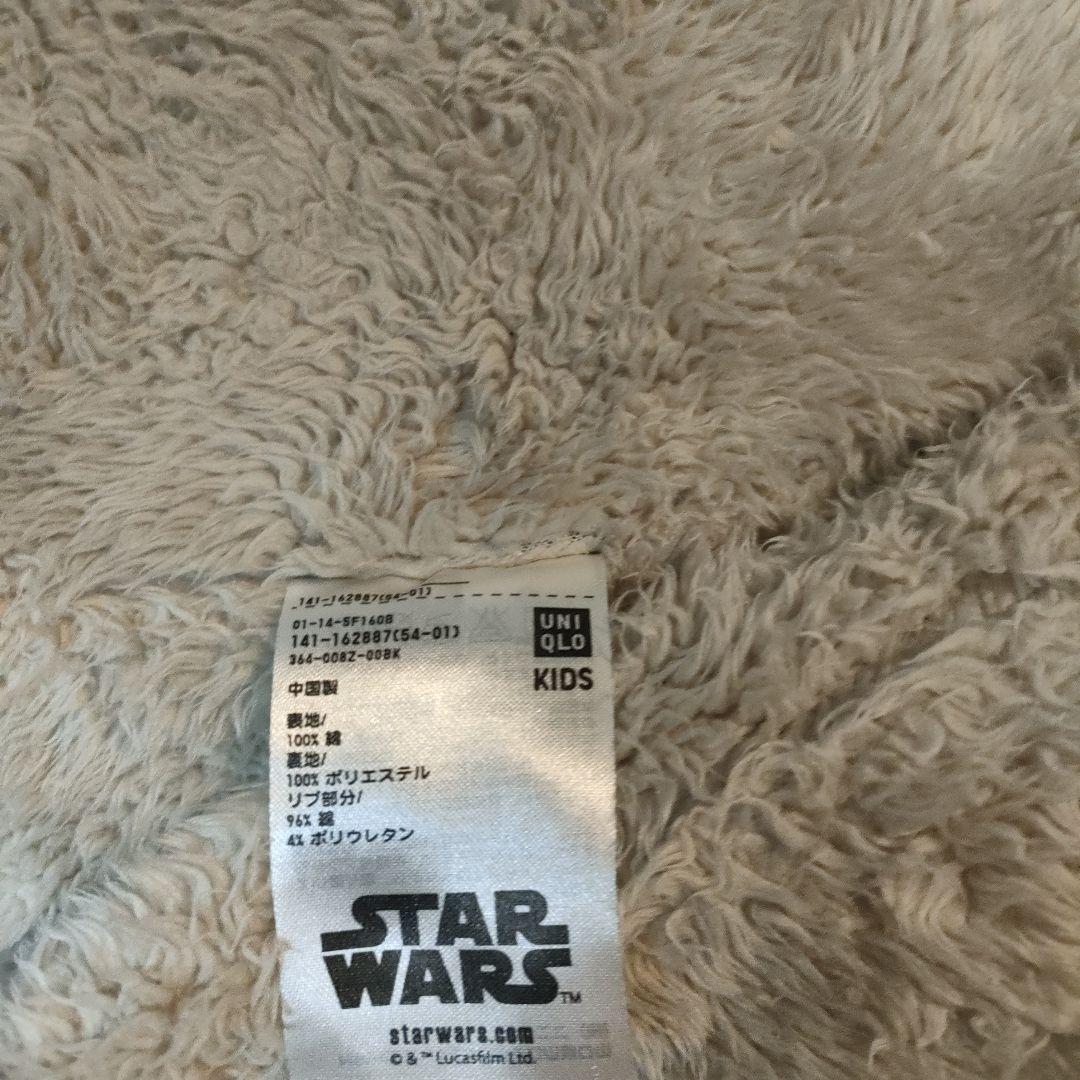 141-162887(54-01)
01-14-SF160B
141-162887(54-01)
364-008Z-00BK
UNI
QLO
KIDS
中国製
表地/
100% 綿
裏地/
100% ポリエステル
リブ部分/
96% 綿
4% ポリウレタン
STAR
WARS™
starwars.com
© & ™ Lucasfilm Ltd.